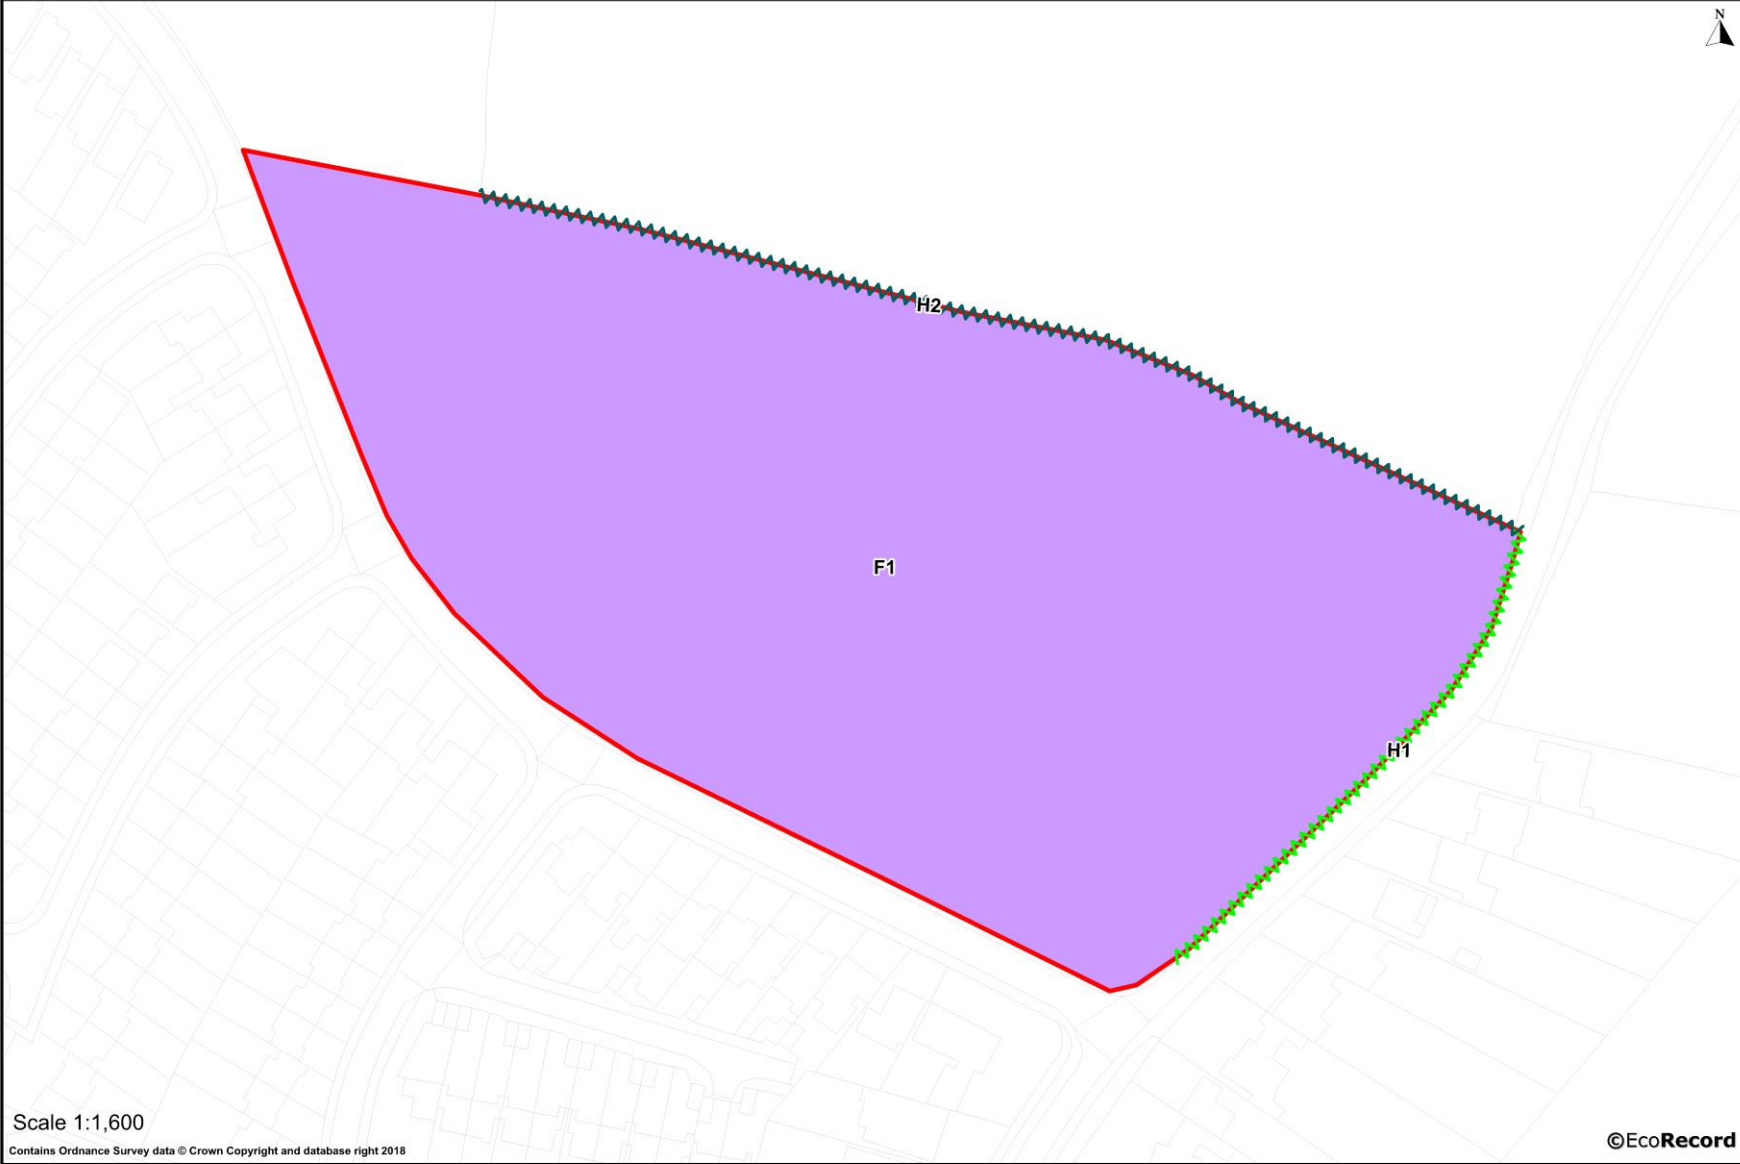 N
H2
F1
H1
Scale 1:1,600
Contains Ordnance Survey data © Crown Copyright and database right 2018
©EcoRecord